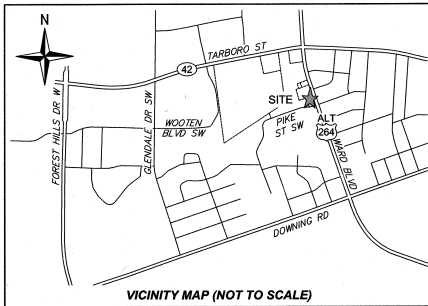 N
TARBORO ST
42
FOREST HILLS DR W
GLENDALE DR SW
SITE
WOOTEN
BLVD SW
PIKE
ST SW
ALT
264
WARD BLVD
DOWNING RD
VICINITY MAP (NOT TO SCALE)